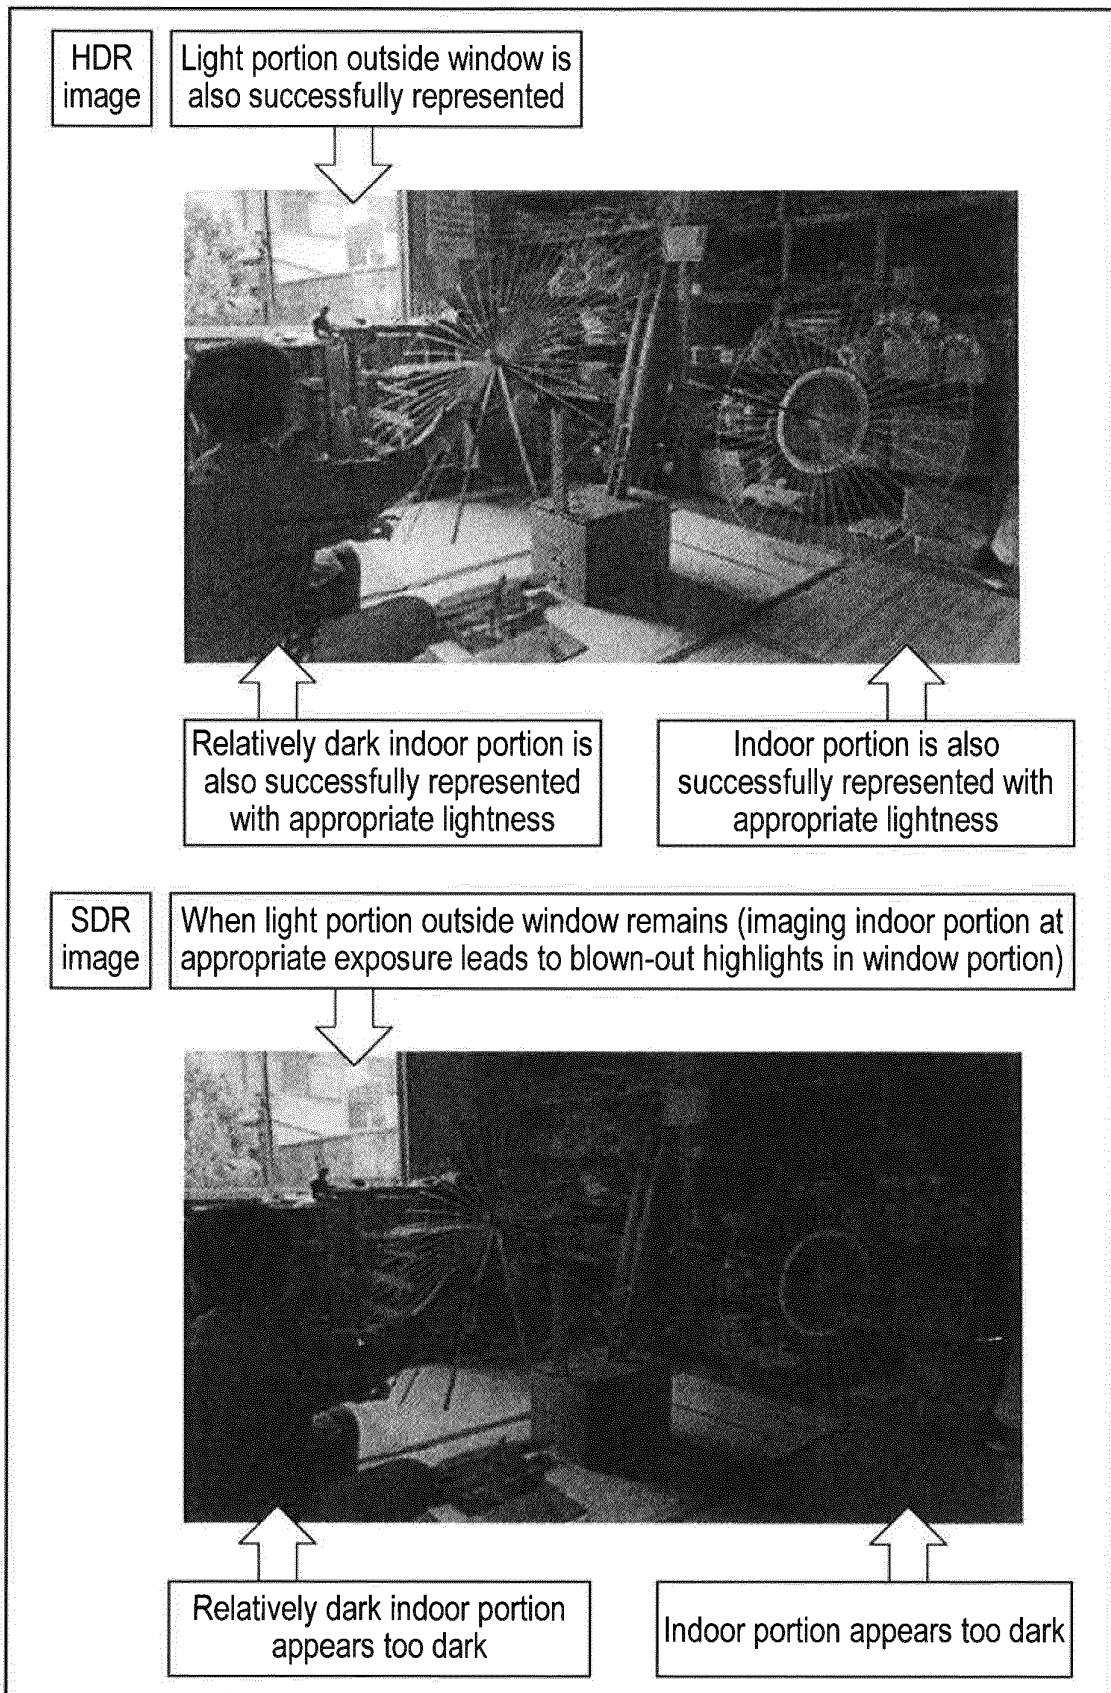 HDR
image
Light portion outside window is
also successfully represented
Relatively dark indoor portion is
also successfully represented
with appropriate lightness
Indoor portion is also
successfully represented with
appropriate lightness
SDR
image
When light portion outside window remains (imaging indoor portion at
appropriate exposure leads to blown-out highlights in window portion)
Relatively dark indoor portion
appears too dark
Indoor portion appears too dark